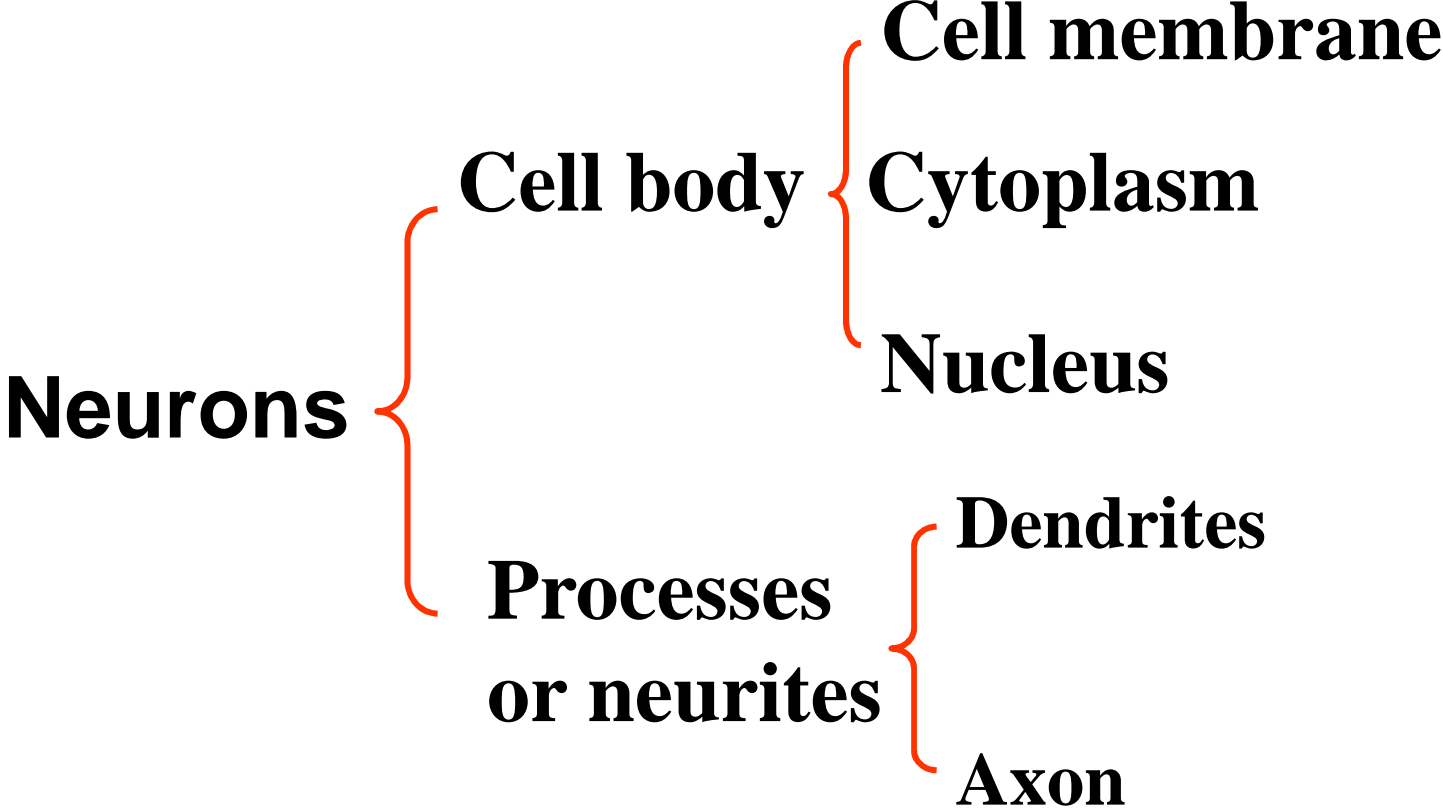 Neurons
Cell body
Cell membrane
Cytoplasm
Nucleus
Processes
or neurites
Dendrites
Axon